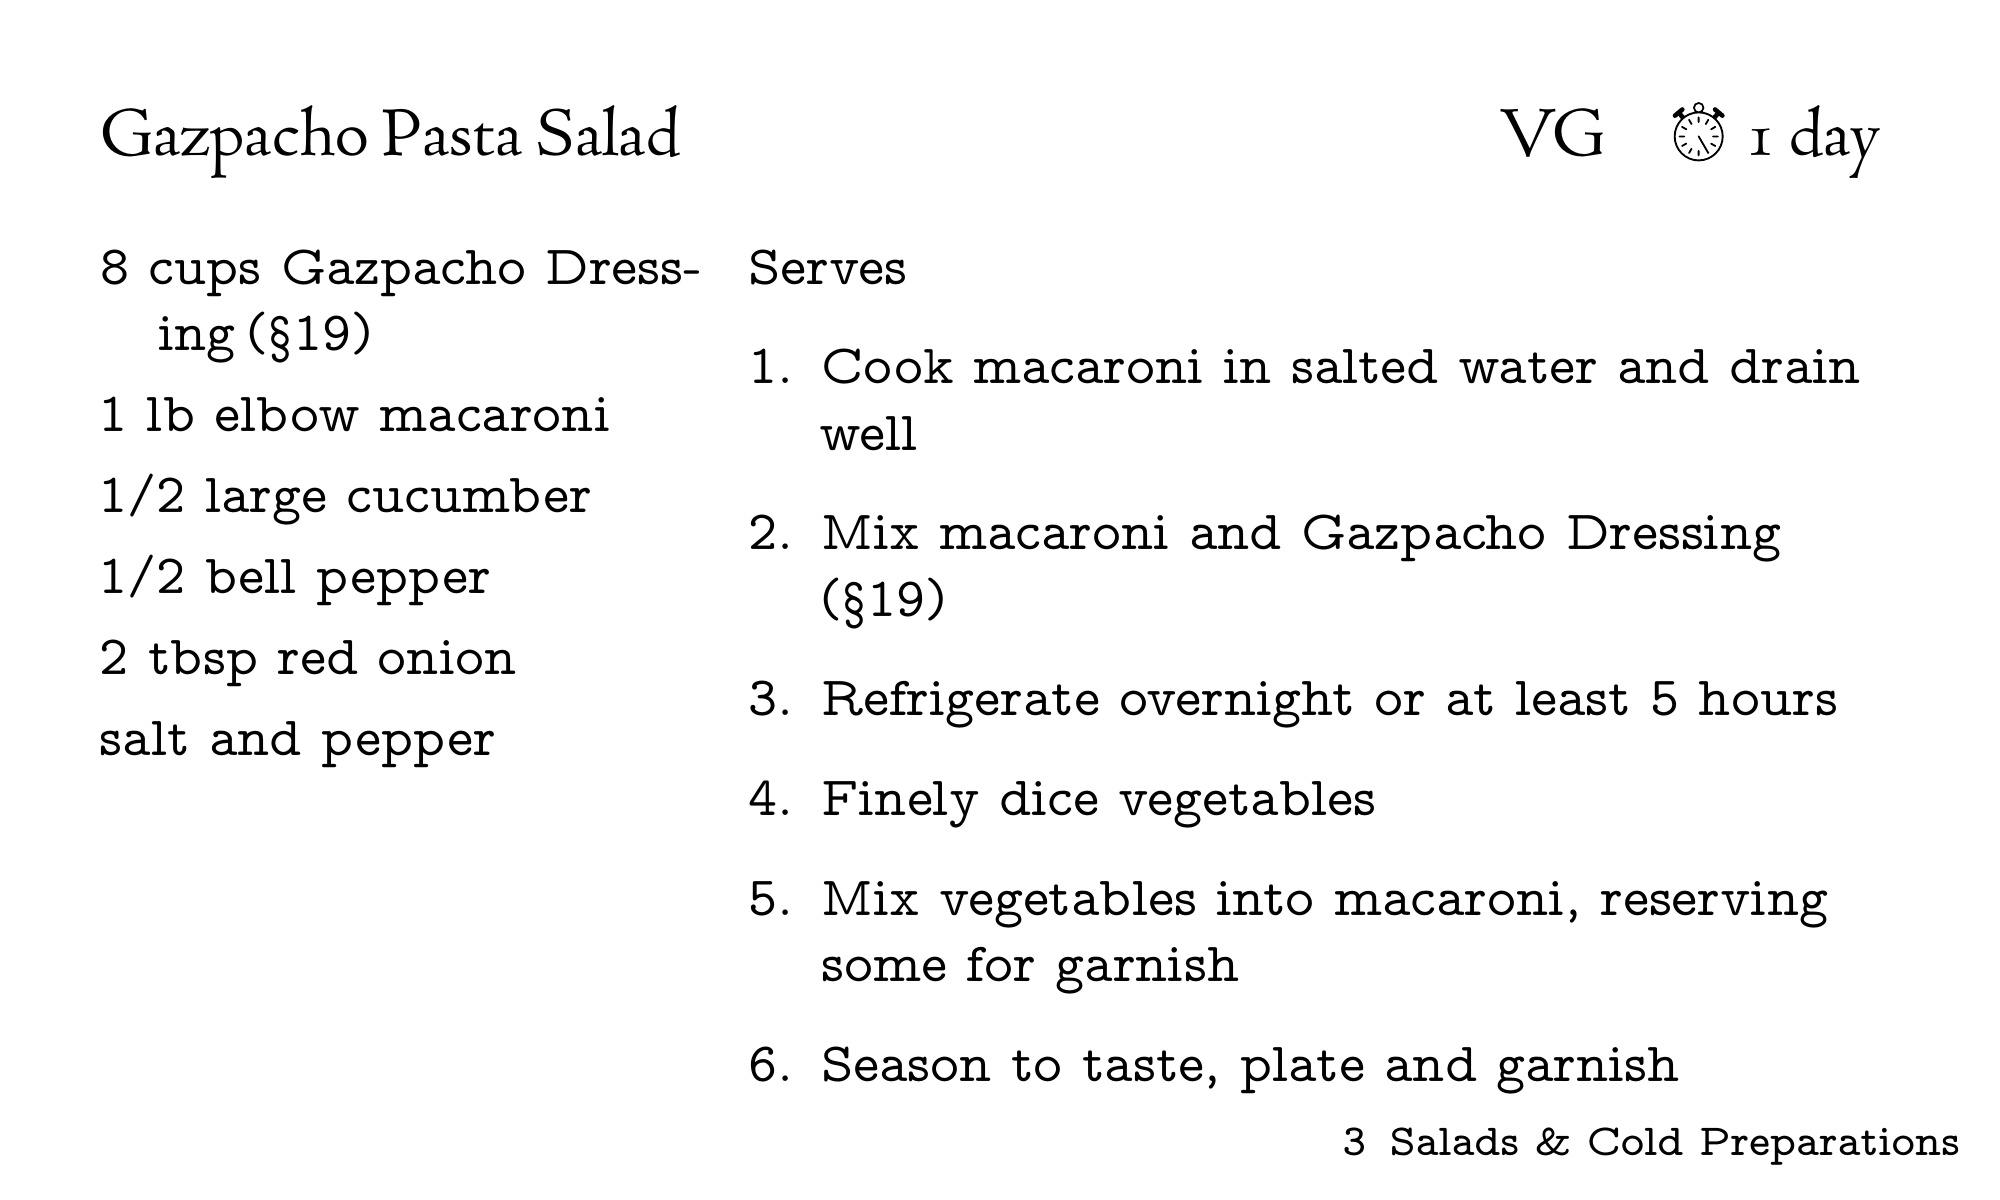 Gazpacho Pasta Salad
VG 1 day
8 cups Gazpacho Dress-
ing (§19)
1 lb elbow macaroni
1/2 large cucumber
1/2 bell pepper
2 tbsp red onion
salt and pepper
Serves
1. Cook macaroni in salted water and drain
well
2. Mix macaroni and Gazpacho Dressing
(§19)
3. Refrigerate overnight or at least 5 hours
4. Finely dice vegetables
5. Mix vegetables into macaroni, reserving
some for garnish
6. Season to taste, plate and garnish
3 Salads & Cold Preparations